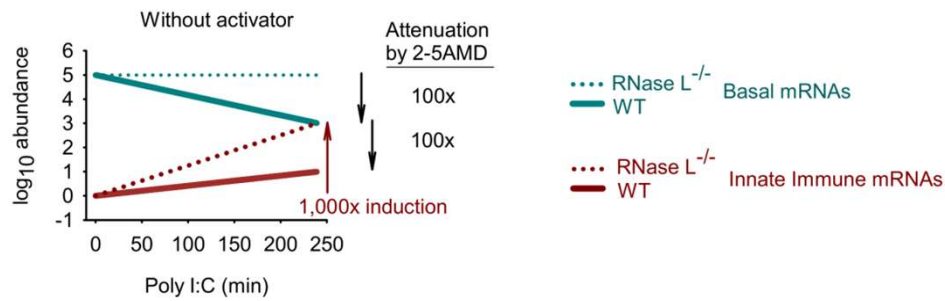 Without activator
Attenuation
by 2-5AMD
log10 abundance
6
5
4
3
2
1
0
-1
100x
100x
1,000x induction
0 50 100 150 200 250
Poly I:C (min)
RNase L-/- Basal mRNAs
WT
RNase L-/- Innate Immune mRNAs
WT